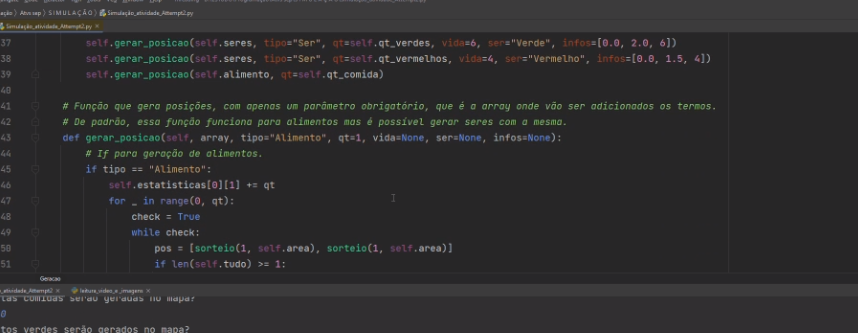 ação > Ativ sep > SIMULAÇÃO > Simulação_atividade_Attempt2.py
Simulação_atividade_Attempt2.py ×
37 self.gerar_posicao(self.seres, tipo="Ser", qt=self.qt_verdes, vida=6, ser="Verde", infos=[0.0, 2.0, 6])
38 self.gerar_posicao(self.seres, tipo="Ser", qt=self.qt_vermelhos, vida=4, ser="Vermelho", infos=[0.0, 1.5, 4])
39 self.gerar_posicao(self.alimento, qt=self.qt_comida)
40
41 # Função que gera posições, com apenas um parâmetro obrigatório, que é a array onde vão ser adicionados os termos.
42 # De padrão, essa função funciona para alimentos mas é possível gerar seres com a mesma.
43 def gerar_posicao(self, array, tipo="Alimento", qt=1, vida=None, ser=None, infos=None):
44 # If para geração de alimentos.
45 if tipo == "Alimento":
46 self.estatisticas[0][1] += qt
47 for _ in range(0, qt):
48 check = True
49 while check:
50 pos = [sorteio(1, self.area), sorteio(1, self.area)]
51 if len(self.tudo) >= 1:
Geracao
_atividade_Attempt2 × leitura_video_e_imagens ×
tas comidas serão geradas no mapa?
0
tos verdes serão gerados no mapa?